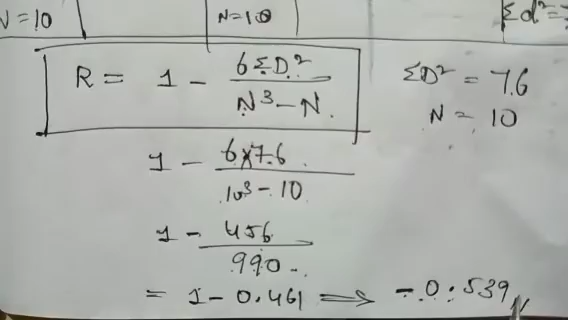 N = 10 N = 10 Σd² =
R = 1 - 6ΣD² / N³ - N
ΣD² = 76
N = 10
1 - 6×76 / 10³ - 10
1 - 456 / 990
= 1 - 0.461 ⟹ - 0.539